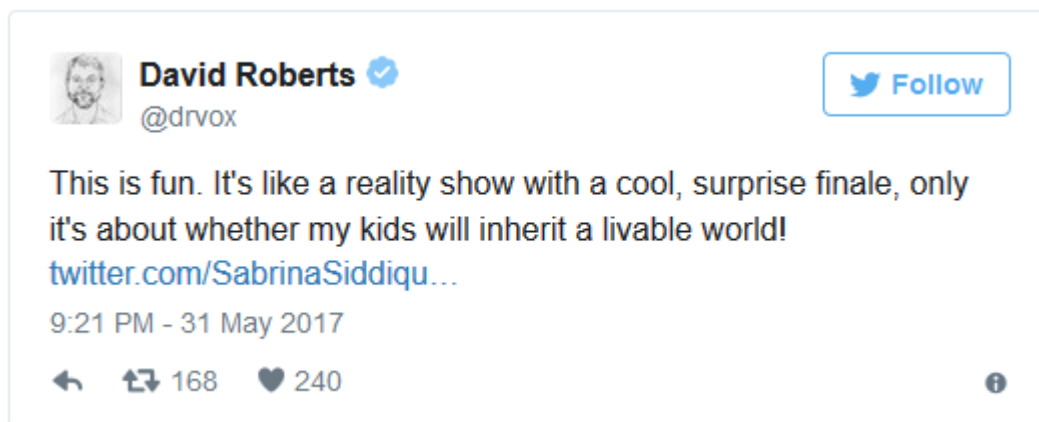 David Roberts
@drvox
Follow
This is fun. It's like a reality show with a cool, surprise finale, only
it's about whether my kids will inherit a livable world!
twitter.com/SabrinaSiddiqu…
9:21 PM - 31 May 2017
168 240